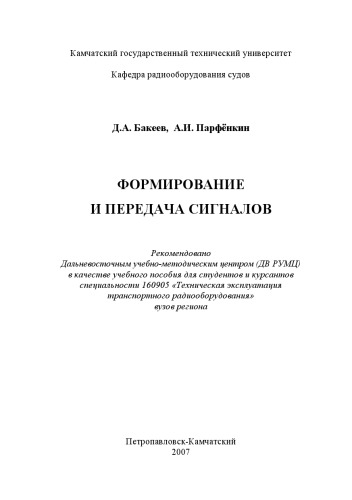 Камчатский государственный технический университет
Кафедра радиооборудования судов
Д.А. Бакеев, А.И. Парфёнкин
ФОРМИРОВАНИЕ
И ПЕРЕДАЧА СИГНАЛОВ
Рекомендовано
Дальневосточным учебно-методическим центром (ДВ РУМЦ)
в качестве учебного пособия для студентов и курсантов
специальности 160905 «Техническая эксплуатация
транспортного радиооборудования»
вузов региона
Петропавловск-Камчатский
2007